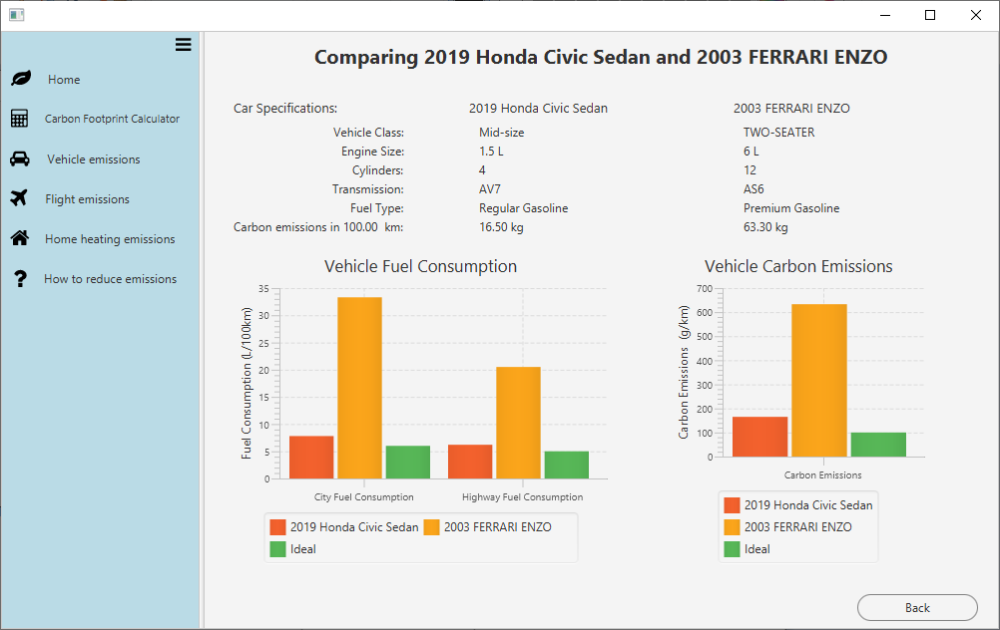 Comparing 2019 Honda Civic Sedan and 2003 FERRARI ENZO
Home
Carbon Footprint Calculator
Vehicle emissions
Flight emissions
Home heating emissions
? How to reduce emissions
Car Specifications: 2019 Honda Civic Sedan 2003 FERRARI ENZO
Vehicle Class: Mid-size TWO-SEATER
Engine Size: 1.5 L 6 L
Cylinders: 4 12
Transmission: AV7 AS6
Fuel Type: Regular Gasoline Premium Gasoline
Carbon emissions in 100.00 km: 16.50 kg 63.30 kg
Vehicle Fuel Consumption
Fuel Consumption (L/100km)
35
30
25
20
15
10
5
0
City Fuel Consumption Highway Fuel Consumption
2019 Honda Civic Sedan 2003 FERRARI ENZO
Ideal
Vehicle Carbon Emissions
Carbon Emissions (g/km)
700
600
500
400
300
200
100
0
Carbon Emissions
2019 Honda Civic Sedan
2003 FERRARI ENZO
Ideal
Back